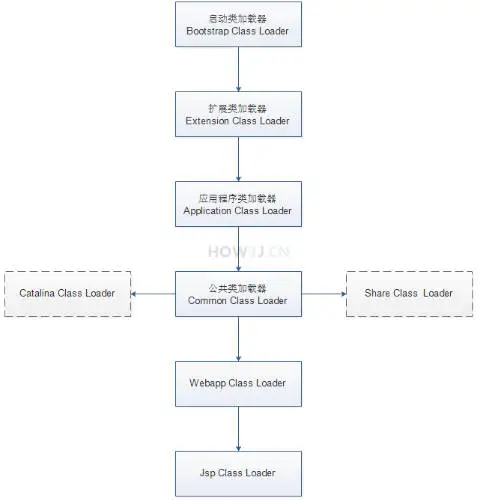 启动类加载器
Bootstrap Class Loader
扩展类加载器
Extension Class Loader
应用程序类加载器
Application Class Loader
HOW2J.CN
Catalina Class Loader
公共类加载器
Common Class Loader
Share Class Loader
Webapp Class Loader
Jsp Class Loader